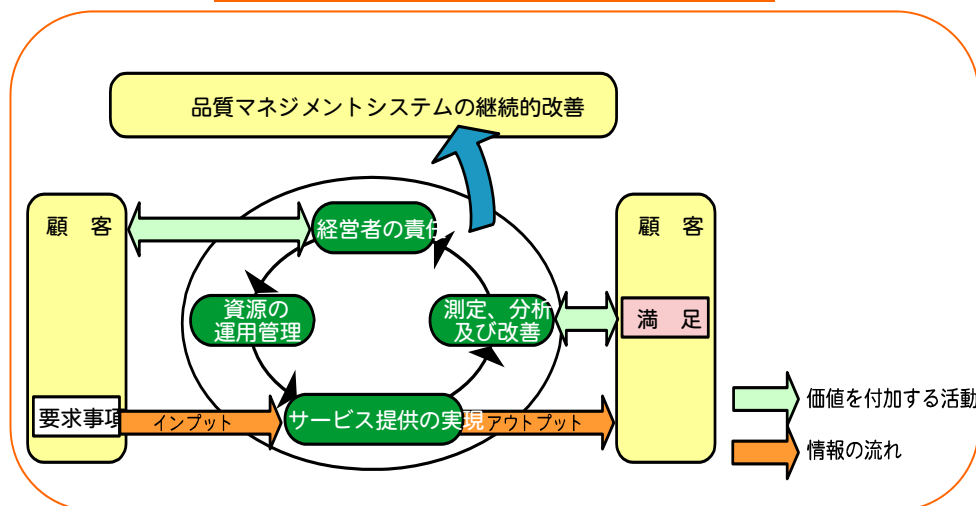 品質マネジメントシステムの継続的改善
顧 客
経営者の責任
顧 客
資源の
運用管理
測定、分析
及び改善
満 足
要求事項
インプット
サービス提供の実現
アウトプット
価値を付加する活動
情報の流れ